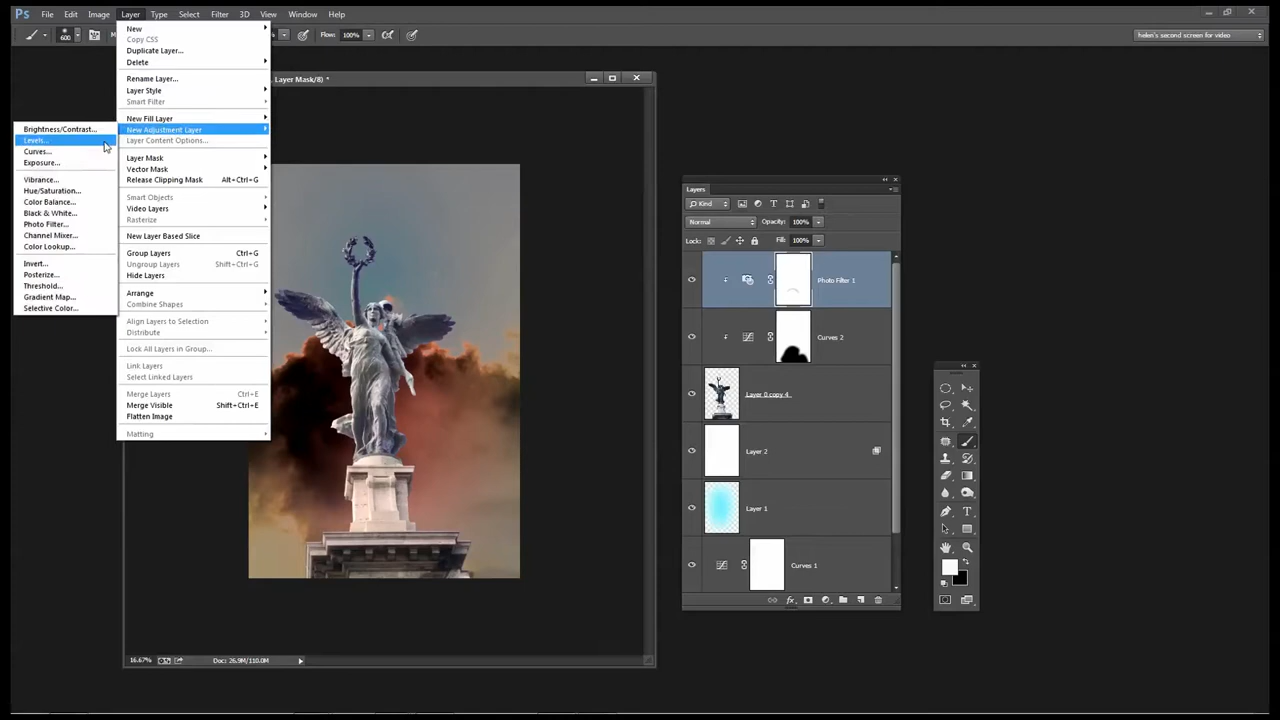 Ps File Edit Image Layer Type Select Filter 3D View Window Help
600 Flow: 100% helen's second screen for video
Layer Mask/8) *
New
Copy CSS
Duplicate Layer...
Delete
Rename Layer...
Layer Style
Smart Filter
New Fill Layer
New Adjustment Layer
Layer Content Options...
Layer Mask
Vector Mask
Release Clipping Mask Alt+Ctrl+G
Smart Objects
Video Layers
Rasterize
New Layer Based Slice
Group Layers Ctrl+G
Ungroup Layers Shift+Ctrl+G
Hide Layers
Arrange
Combine Shapes
Align Layers to Selection
Distribute
Lock All Layers in Group...
Link Layers
Select Linked Layers
Merge Layers Ctrl+E
Merge Visible Shift+Ctrl+E
Flatten Image
Matting
Brightness/Contrast...
Levels...
Curves...
Exposure...
Vibrance...
Hue/Saturation...
Color Balance...
Black & White...
Photo Filter...
Channel Mixer...
Color Lookup...
Invert...
Posterize...
Threshold...
Gradient Map...
Selective Color...
16.67% Doc: 26.9M/110.0M
Layers
Kind
Normal Opacity: 100%
Lock: Fill: 100%
Photo Filter 1
Curves 2
Layer 0 copy 4
Layer 2
Layer 1
Curves 1
fx